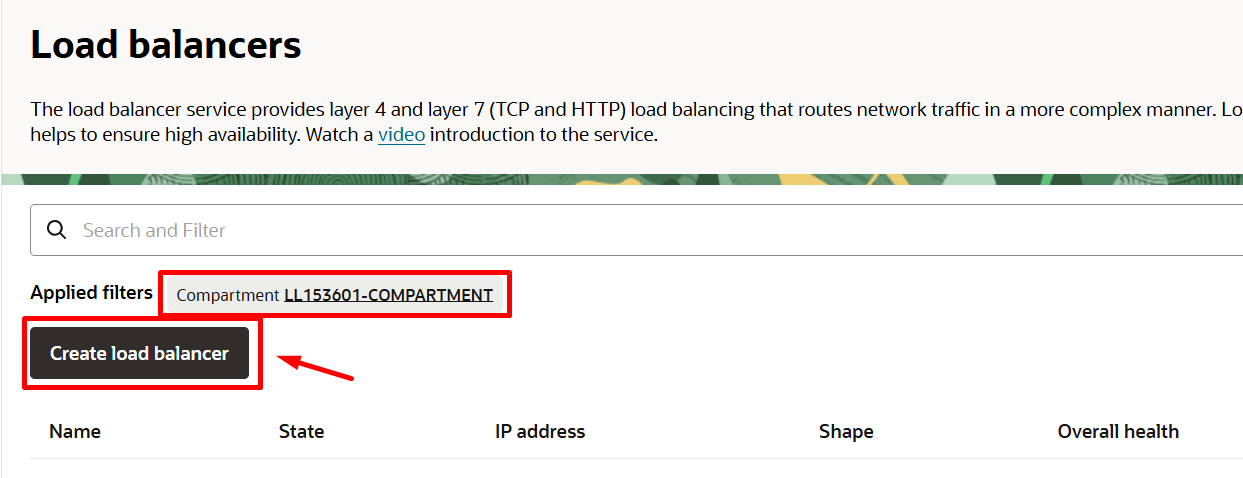 Load balancers
The load balancer service provides layer 4 and layer 7 (TCP and HTTP) load balancing that routes network traffic in a more complex manner. Lo
helps to ensure high availability. Watch a video introduction to the service.
Search and Filter
Applied filters Compartment LL153601-COMPARTMENT
Create load balancer
Name State IP address Shape Overall health